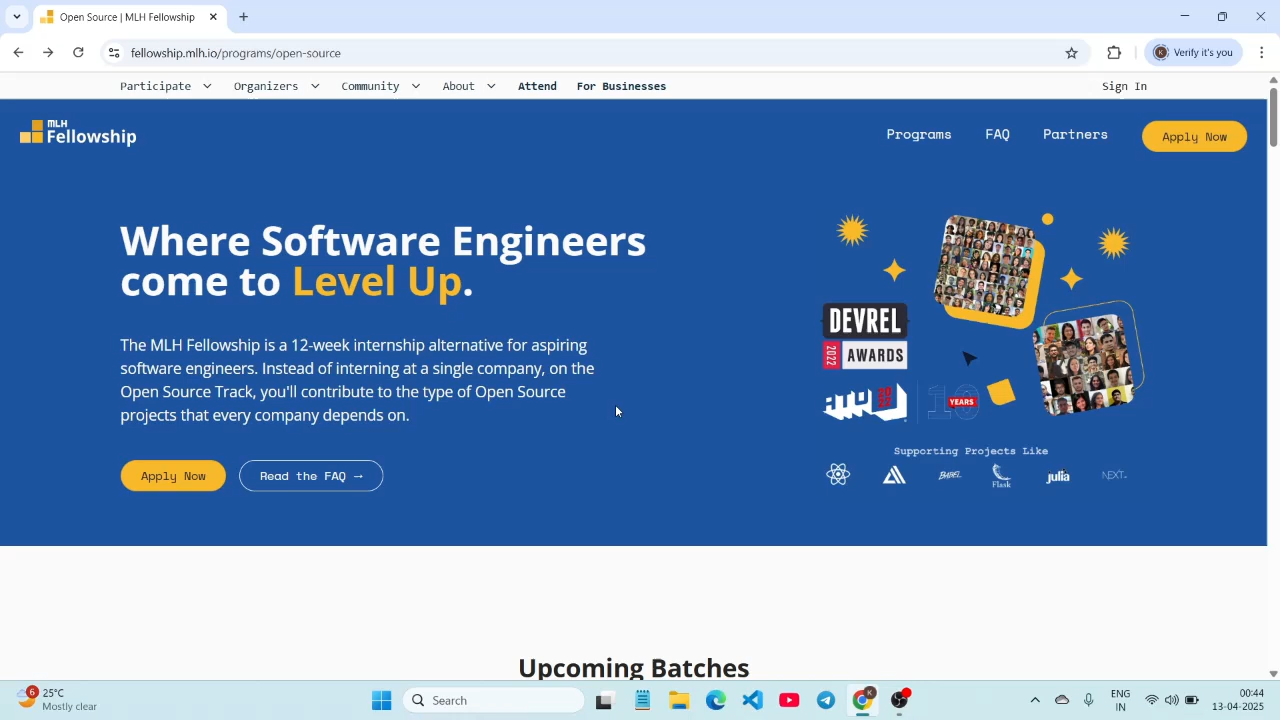 Open Source | MLH Fellowship
fellowship.mlh.io/programs/open-source
Verify it's you
Participate Organizers Community About Attend For Businesses Sign In
MLH
Fellowship
Programs FAQ Partners Apply Now
Where Software Engineers
come to Level Up.
The MLH Fellowship is a 12-week internship alternative for aspiring
software engineers. Instead of interning at a single company, on the
Open Source Track, you'll contribute to the type of Open Source
projects that every company depends on.
Apply Now Read the FAQ →
DEVREL
2022 AWARDS
10 YEARS
Supporting Projects Like
BABEL Flask julia NEXT
Upcoming Batches
6
25°C
Mostly clear
Search
K
ENG
IN
00:44
13-04-2025